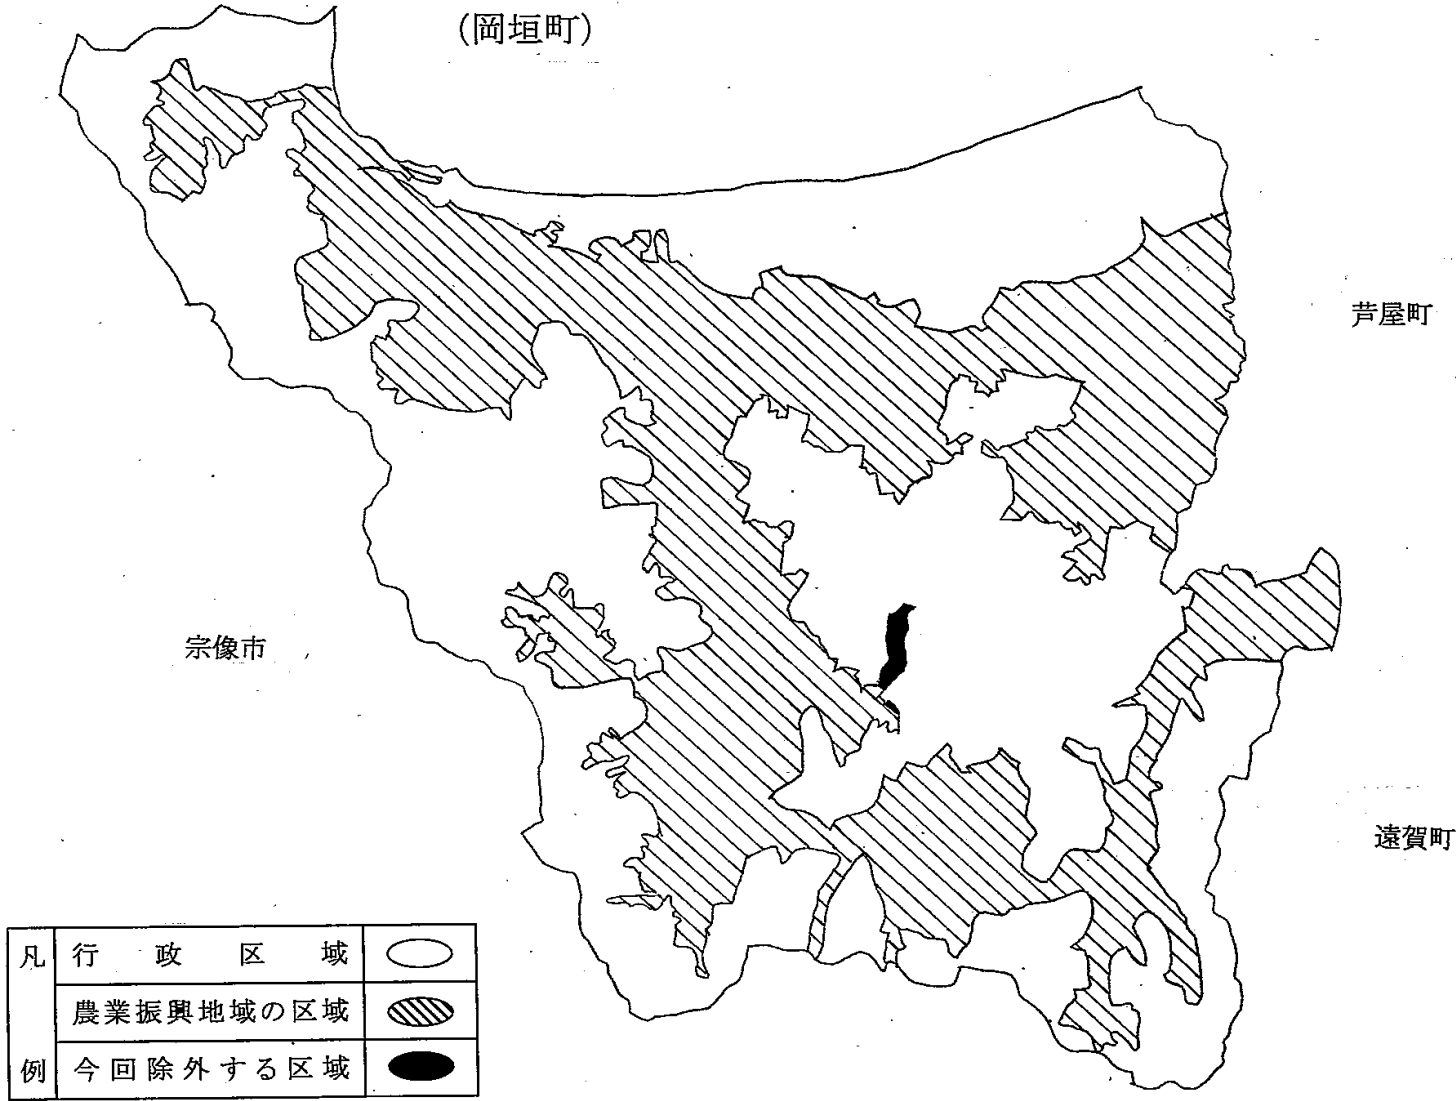 (岡垣町)
芦屋町
宗像市
遠賀町
凡例
行政区域
農業振興地域の区域
今回除外する区域